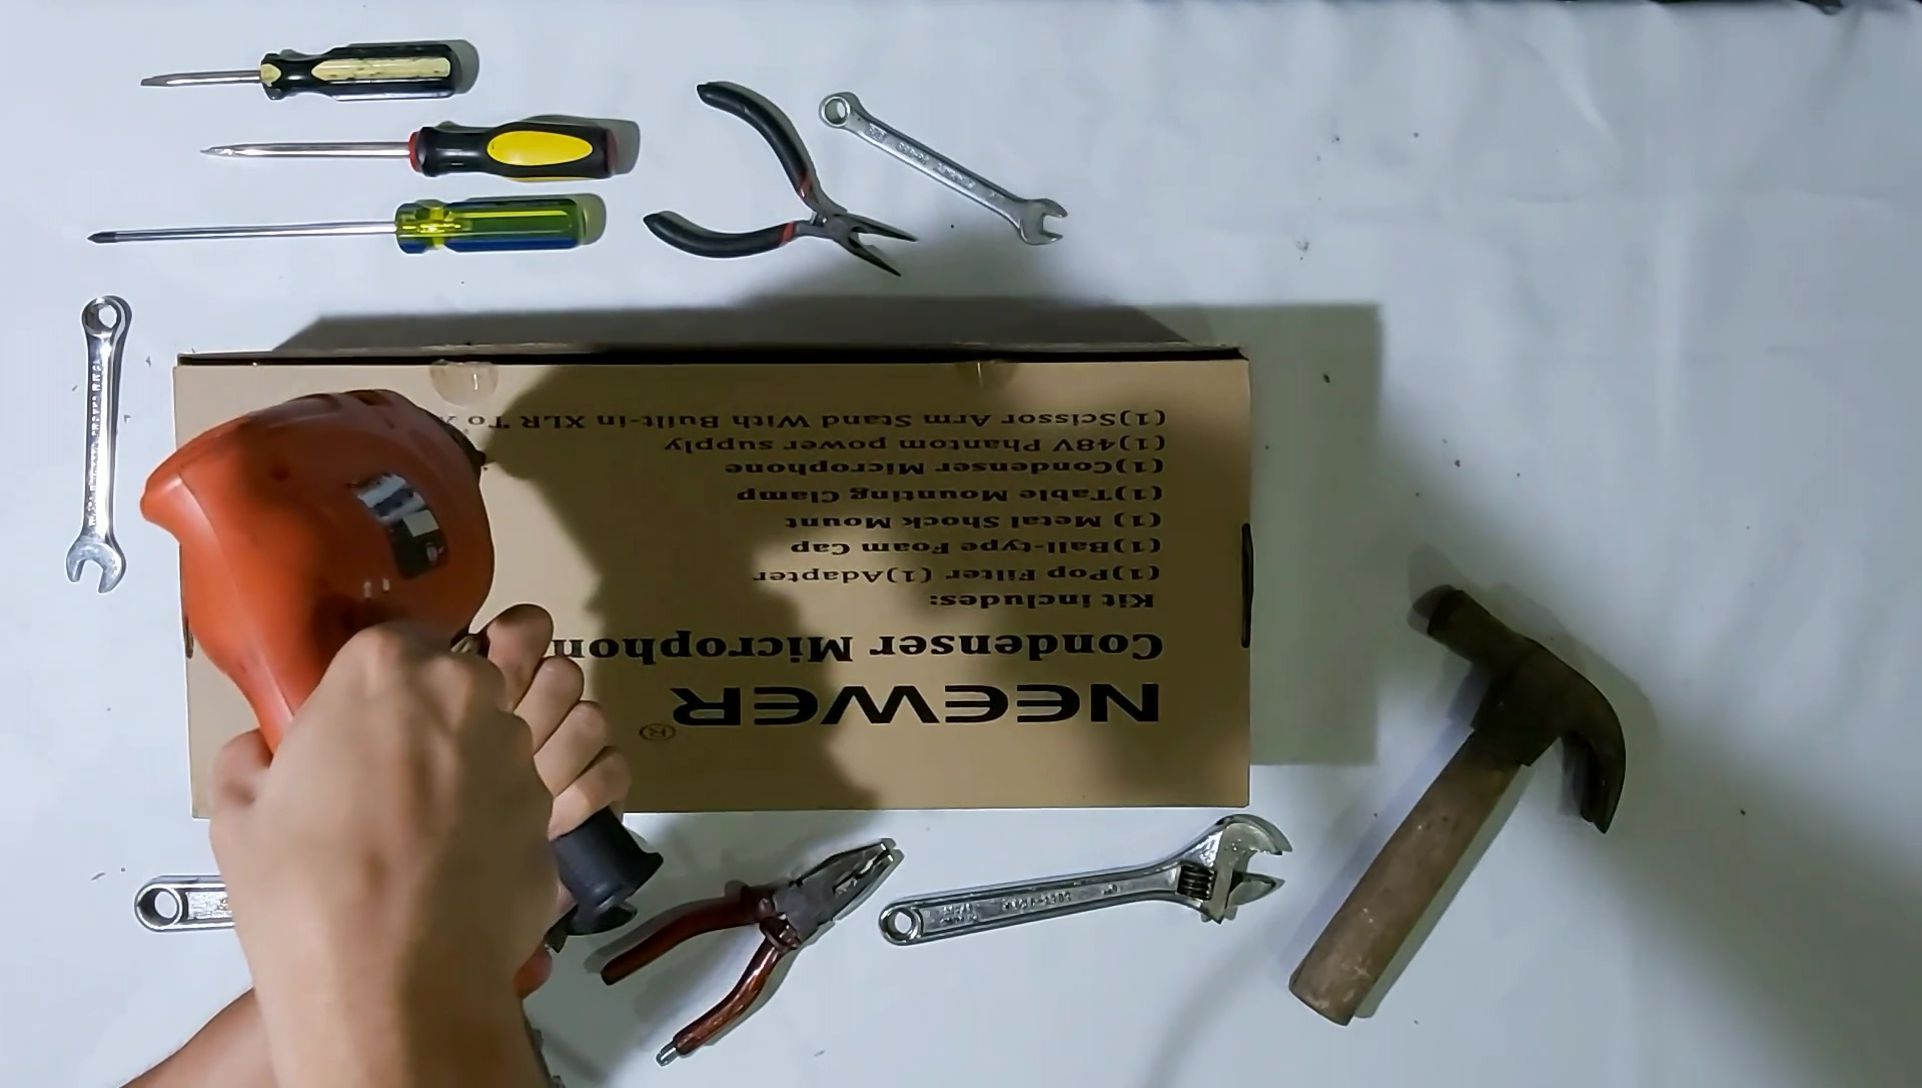 NEEWER®
Condenser Microphon
Kit includes:
(1)Pop Filter (1)Adapter
(1)Ball-type Foam Cap
(1) Metal Shock Mount
(1)Table Mounting Clamp
(1)Condenser Microphone
(1)48V Phantom power supply
(1)Scissor Arm Stand With Built-in XLR To